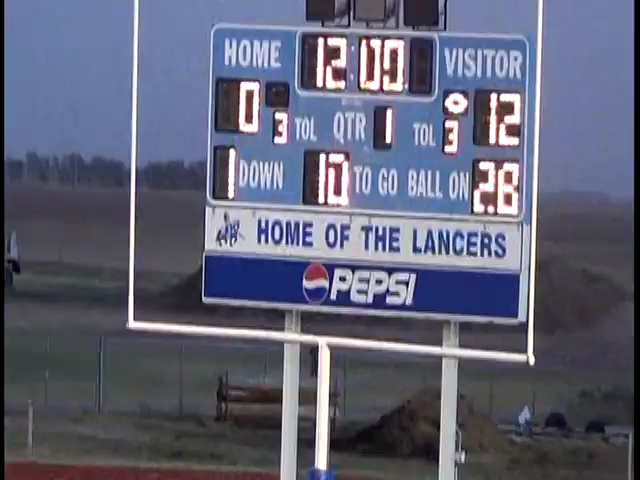 HOME 12:00 VISITOR
0 3 TOL QTR 1 TOL 3 12
1 DOWN 10 TO GO BALL ON 28
HOME OF THE LANCERS
PEPSI